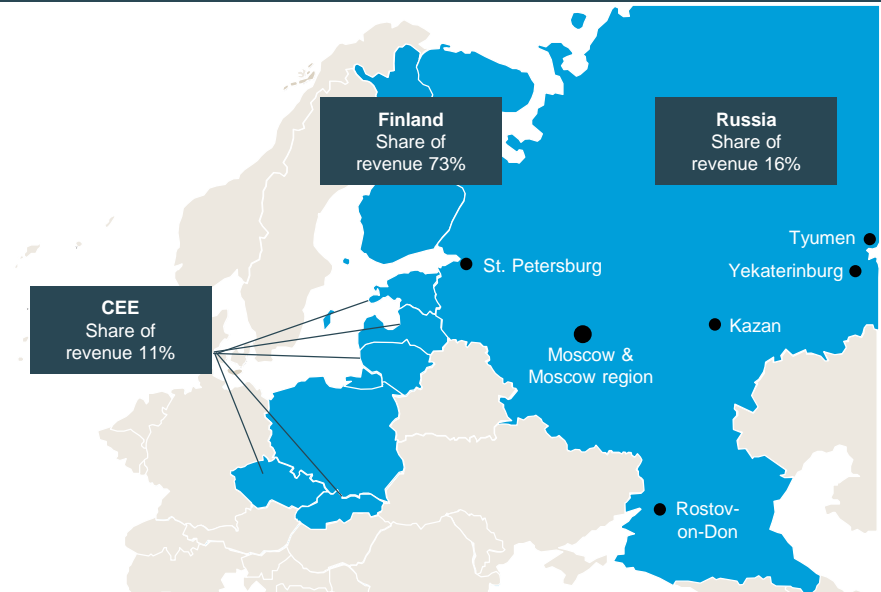 Finland
Share of
revenue 73%
Russia
Share of
revenue 16%
Tyumen
Yekaterinburg
St. Petersburg
CEE
Share of
revenue 11%
Kazan
Moscow &
Moscow region
Rostov-
on-Don